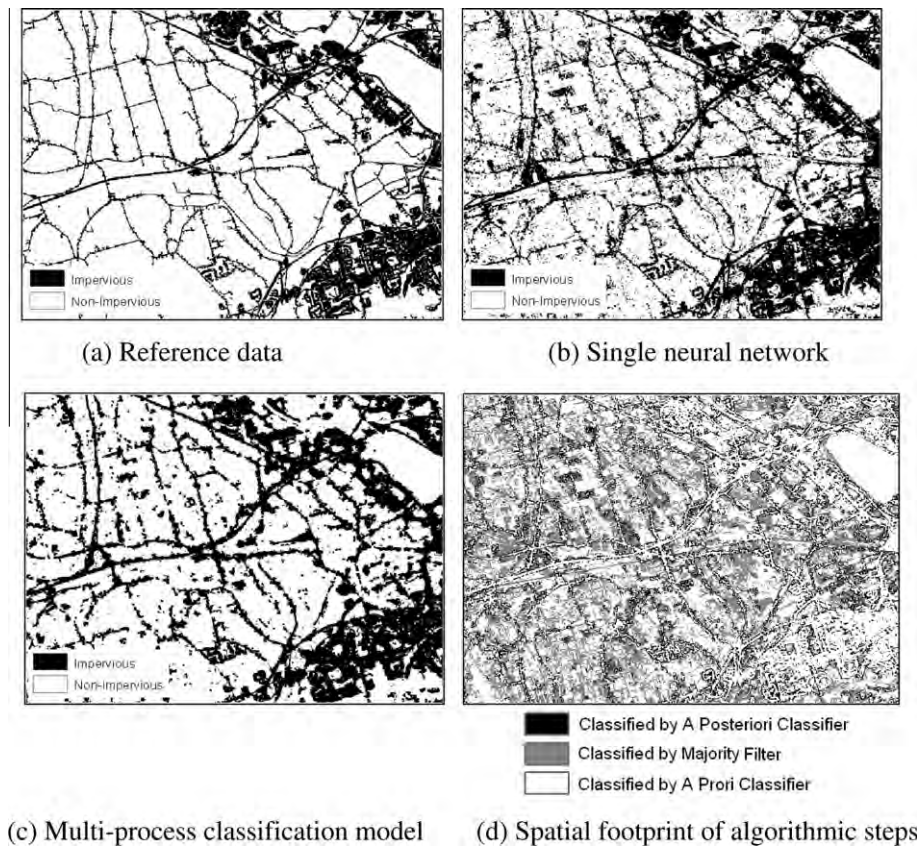 Impervious
Non-Impervious
(a) Reference data
Impervious
Non-Impervious
(b) Single neural network
Impervious
Non-impervious
(c) Multi-process classification model
Classified by A Posteriori Classifier
Classified by Majority Filter
Classified by A Prori Classifier
(d) Spatial footprint of algorithmic steps